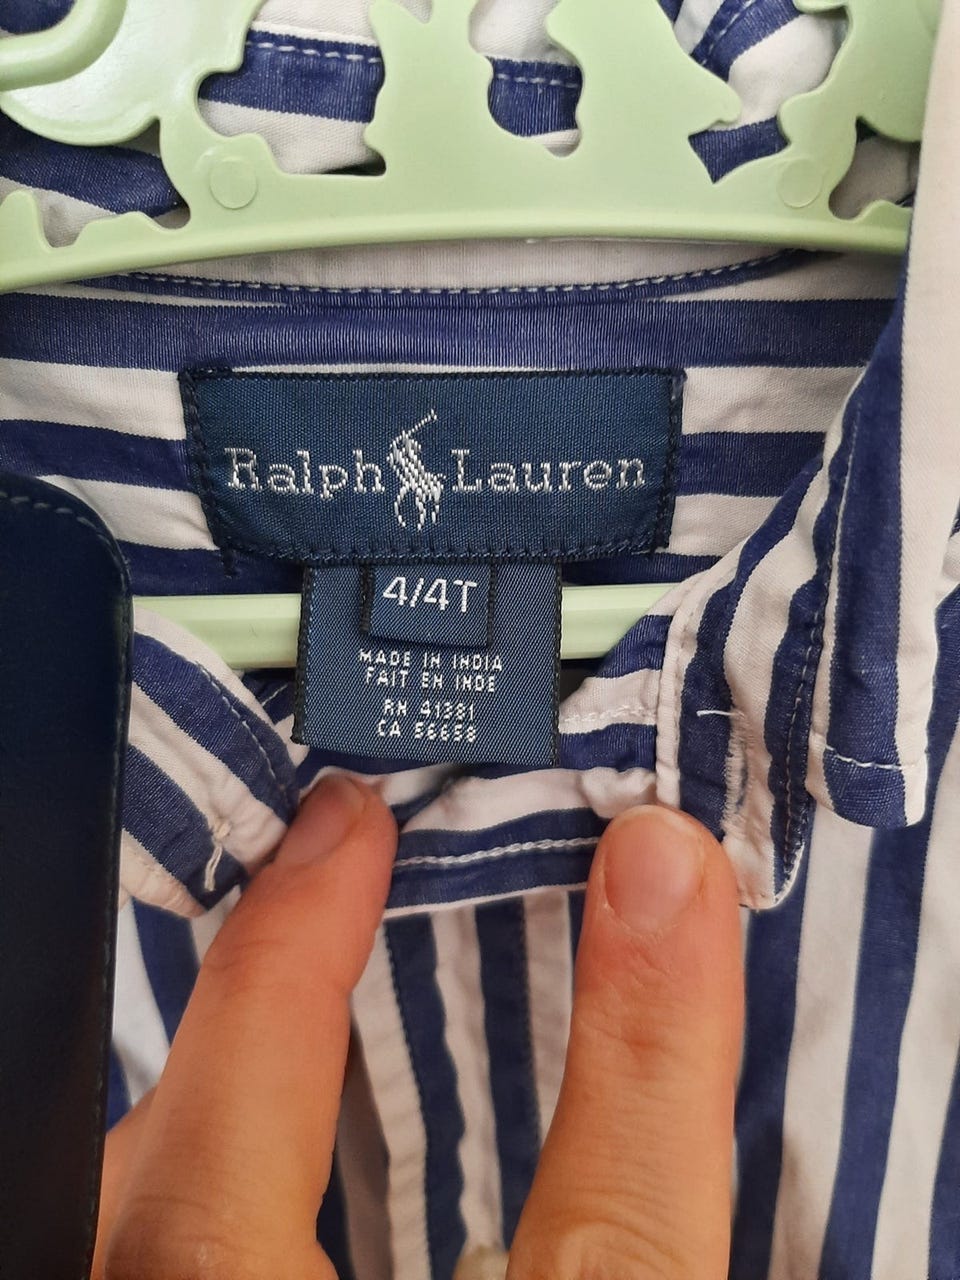 Ralph Lauren
4/4T
MADE IN INDIA
FAIT EN INDE
RN 41381
CA 56658